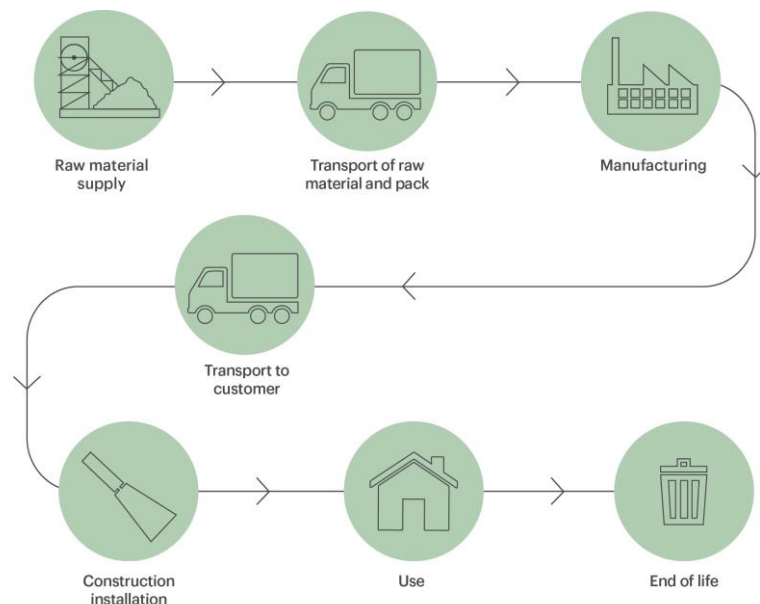 Raw material
supply
Transport of raw
material and pack
Manufacturing
Transport to
customer
Construction
installation
Use
End of life